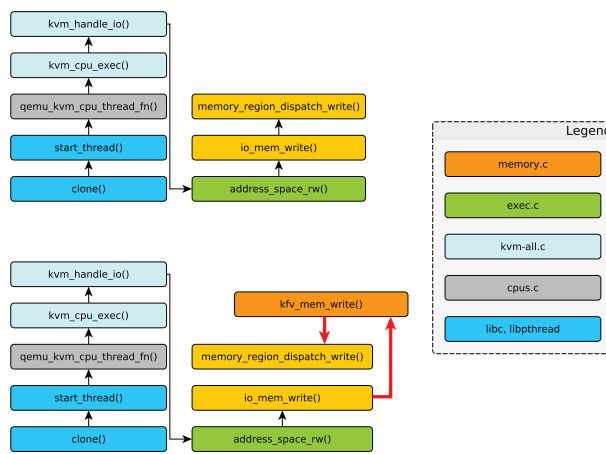 kvm_handle_io()
kvm_cpu_exec()
qemu_kvm_cpu_thread_fn()
start_thread()
clone()
memory_region_dispatch_write()
io_mem_write()
address_space_rw()
Legend
memory.c
exec.c
kvm-all.c
cpus.c
libc, libpthread
kvm_handle_io()
kvm_cpu_exec()
qemu_kvm_cpu_thread_fn()
start_thread()
clone()
kfv_mem_write()
memory_region_dispatch_write()
io_mem_write()
address_space_rw()